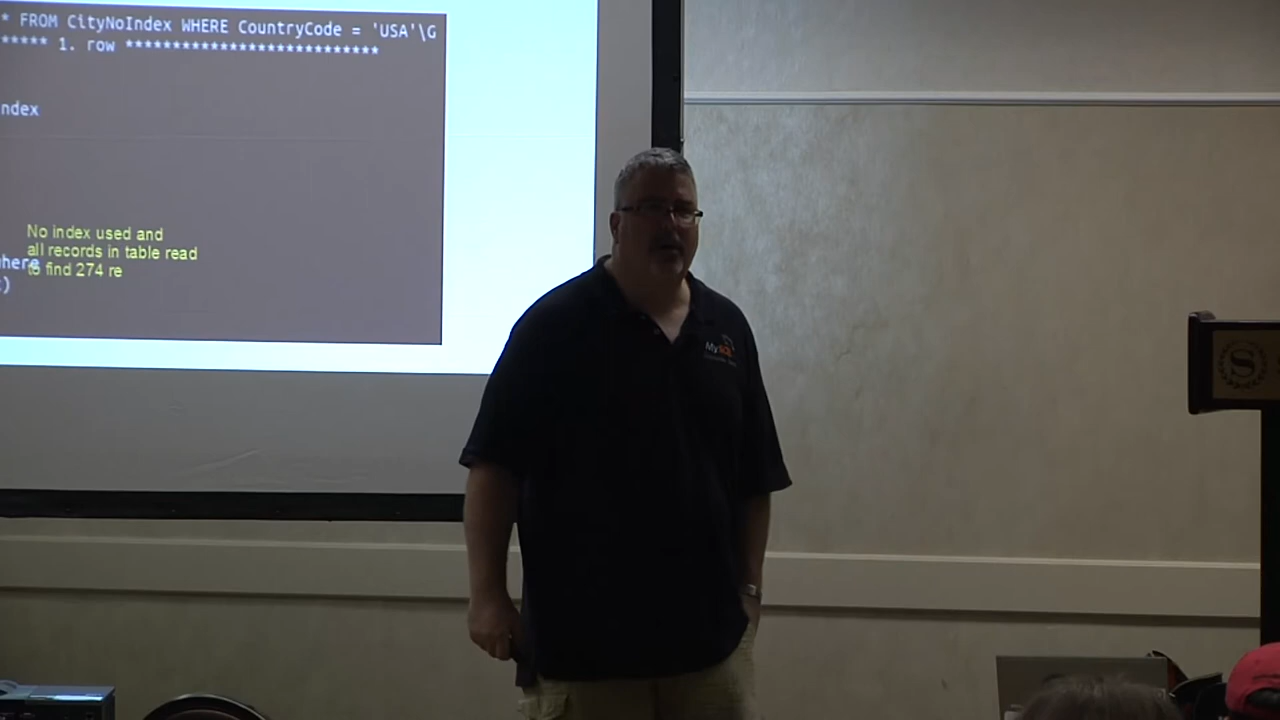 * FROM CityNoIndex WHERE CountryCode = 'USA'\G
***** 1. row **************************
ndex
No index used and
all records in table read
here
to find 274 re
)
MySQL
S